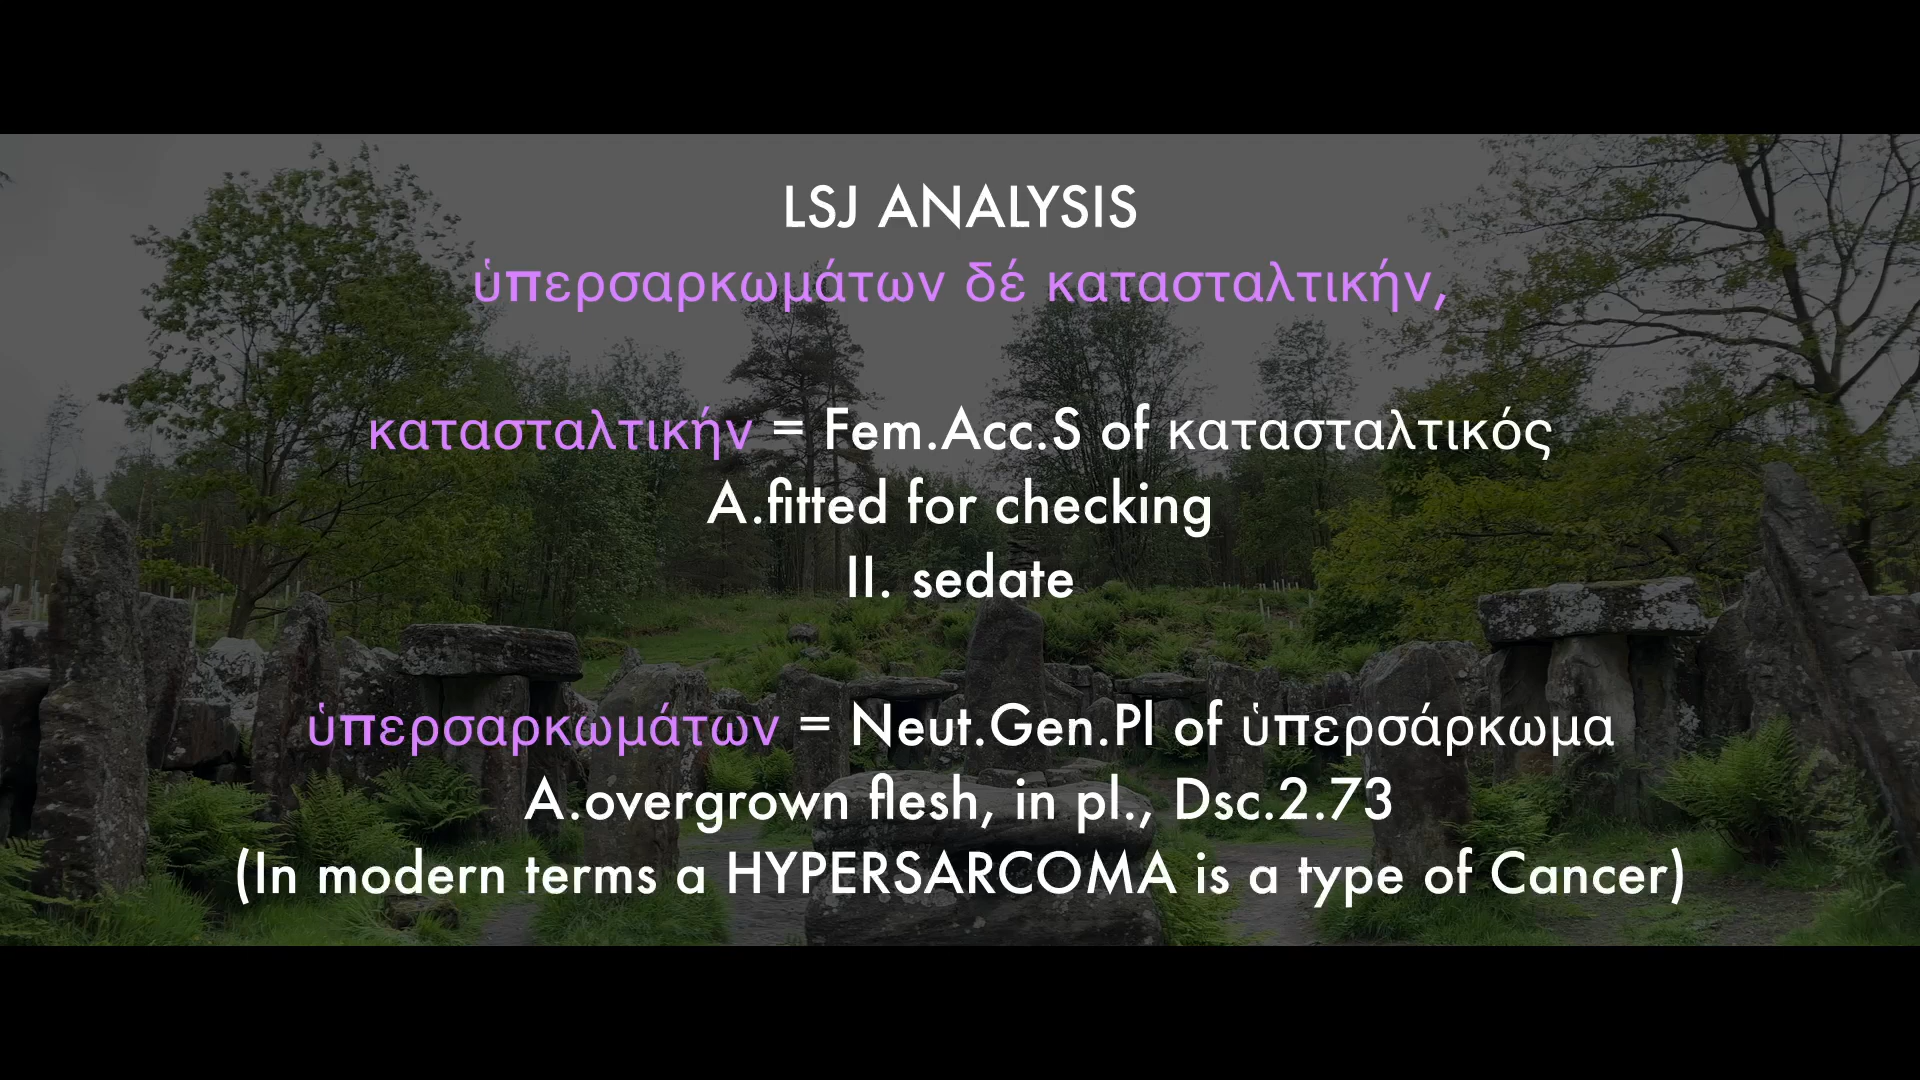 LSJ ANALYSIS
ὑπερσαρκωμάτων δέ κατασταλτικήν,
κατασταλτικήν = Fem.Acc.S of κατασταλτικός
A.fitted for checking
II. sedate
ὑπερσαρκωμάτων = Neut.Gen.Pl of ὑπερσάρκωμα
A.overgrown flesh, in pl., Dsc.2.73
(In modern terms a HYPERSARCOMA is a type of Cancer)